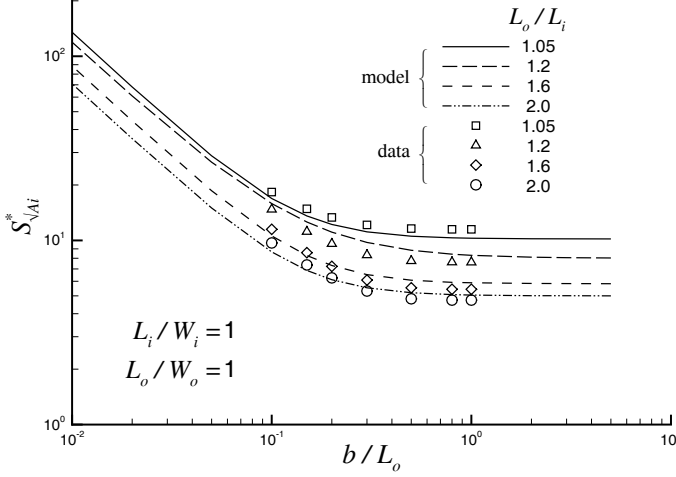 L_o / L_i
1.05
1.2
1.6
2.0
model
1.05
1.2
1.6
2.0
data
10^2
10^1
10^0
S*_√Ai
L_i / W_i = 1
L_o / W_o = 1
10^-2
10^-1
10^0
10
b / L_o